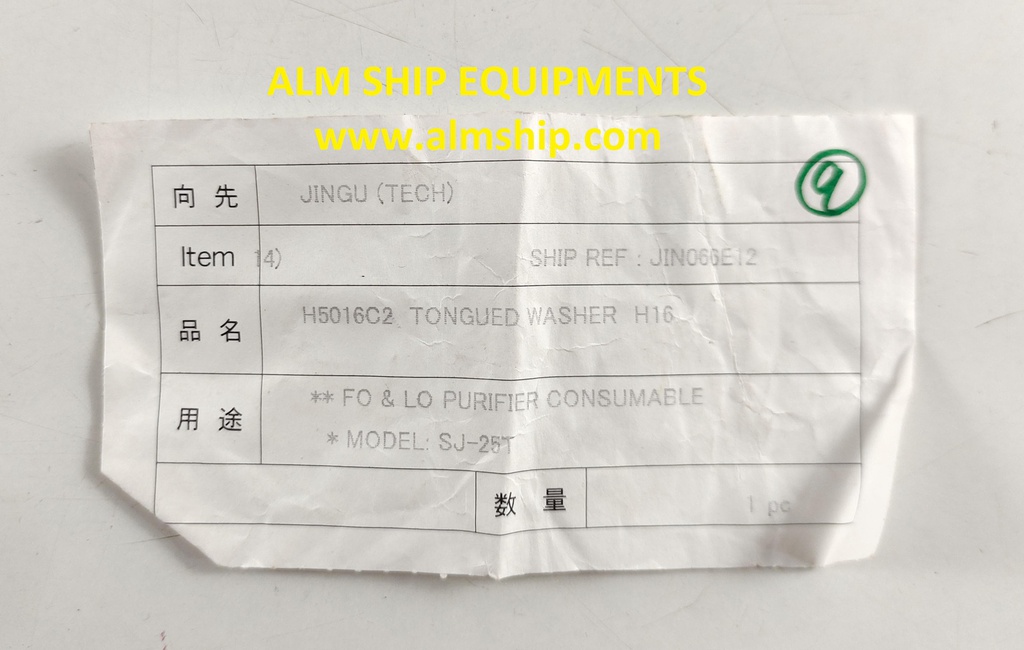 ALM SHIP EQUIPMENTS
www.almship.com
9
向先 JINGU (TECH)
Item 14) SHIP REF : JIN066E12
品名 H5016C2 TONGUED WASHER H16
用途 ** FO & LO PURIFIER CONSUMABLE
* MODEL: SJ-25T
数量 1 pc